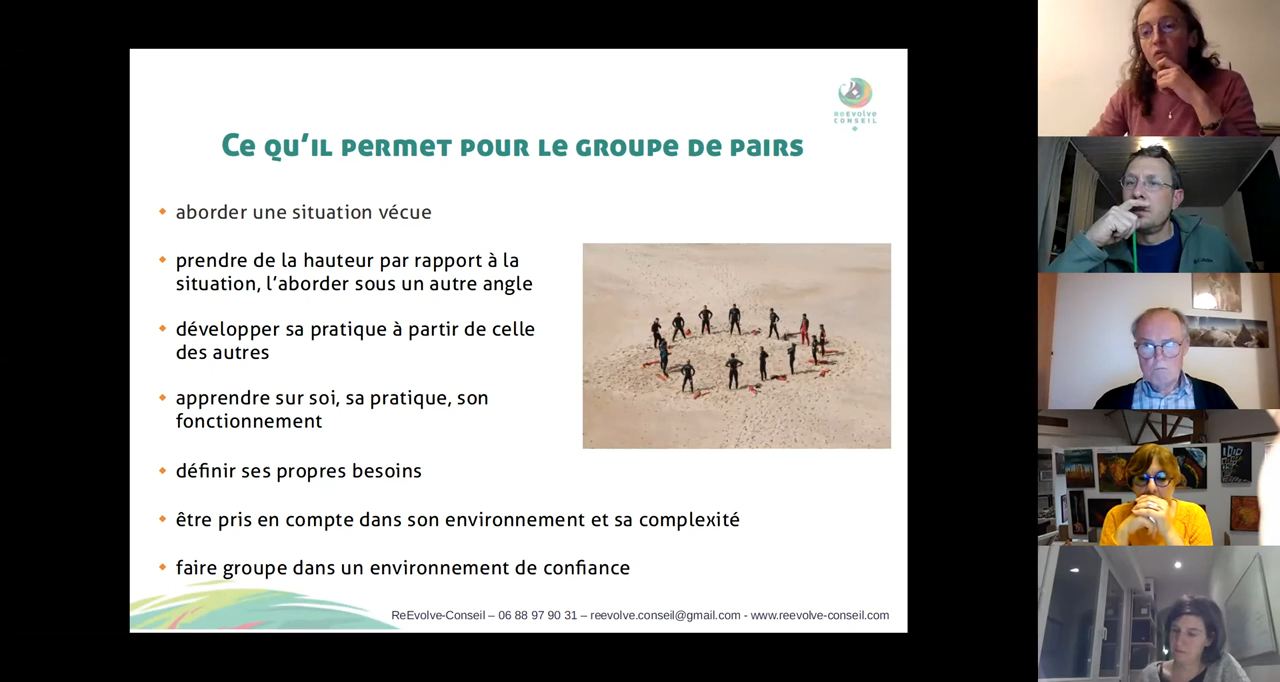 ReEvolve
CONSEIL
Ce qu'il permet pour le groupe de pairs
aborder une situation vécue
prendre de la hauteur par rapport à la
situation, l'aborder sous un autre angle
développer sa pratique à partir de celle
des autres
apprendre sur soi, sa pratique, son
fonctionnement
définir ses propres besoins
être pris en compte dans son environnement et sa complexité
faire groupe dans un environnement de confiance
ReEvolve-Conseil – 06 88 97 90 31 – reevolve.conseil@gmail.com - www.reevolve-conseil.com